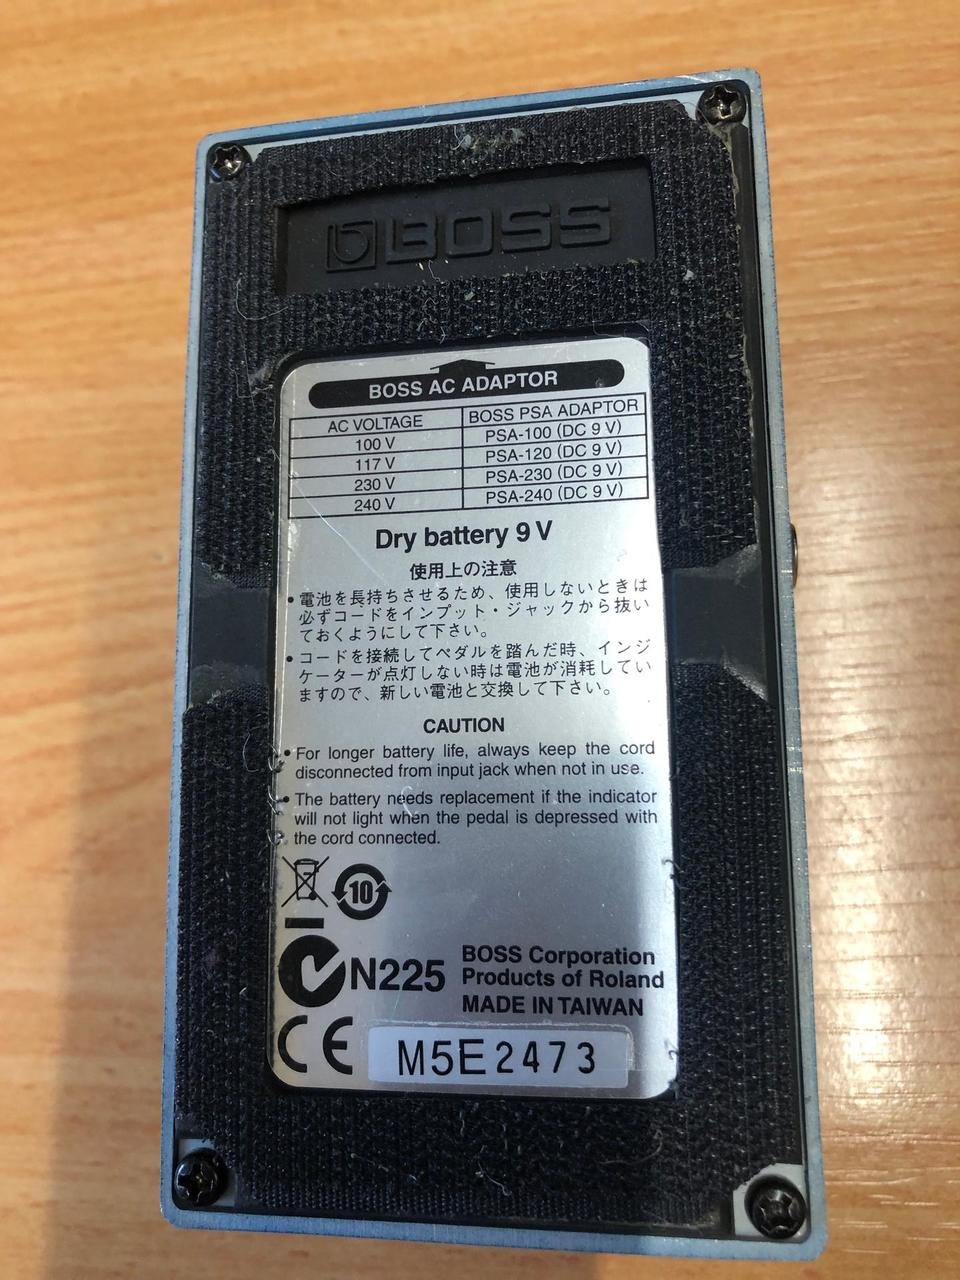 BOSS
BOSS AC ADAPTOR
AC VOLTAGE BOSS PSA ADAPTOR
100 V PSA-100 (DC 9 V)
117 V PSA-120 (DC 9 V)
230 V PSA-230 (DC 9 V)
240 V PSA-240 (DC 9 V)
Dry battery 9 V
使用上の注意
• 電池を長持ちさせるため、使用しないときは
必ずコードをインプット・ジャックから抜い
ておくようにして下さい。
• コードを接続してペダルを踏んだ時、インジ
ケーターが点灯しない時は電池が消耗してい
ますので、新しい電池と交換して下さい。
CAUTION
• For longer battery life, always keep the cord
disconnected from input jack when not in use.
• The battery needs replacement if the indicator
will not light when the pedal is depressed with
the cord connected.
10
N225
BOSS Corporation
Products of Roland
MADE IN TAIWAN
CE
M5E2473